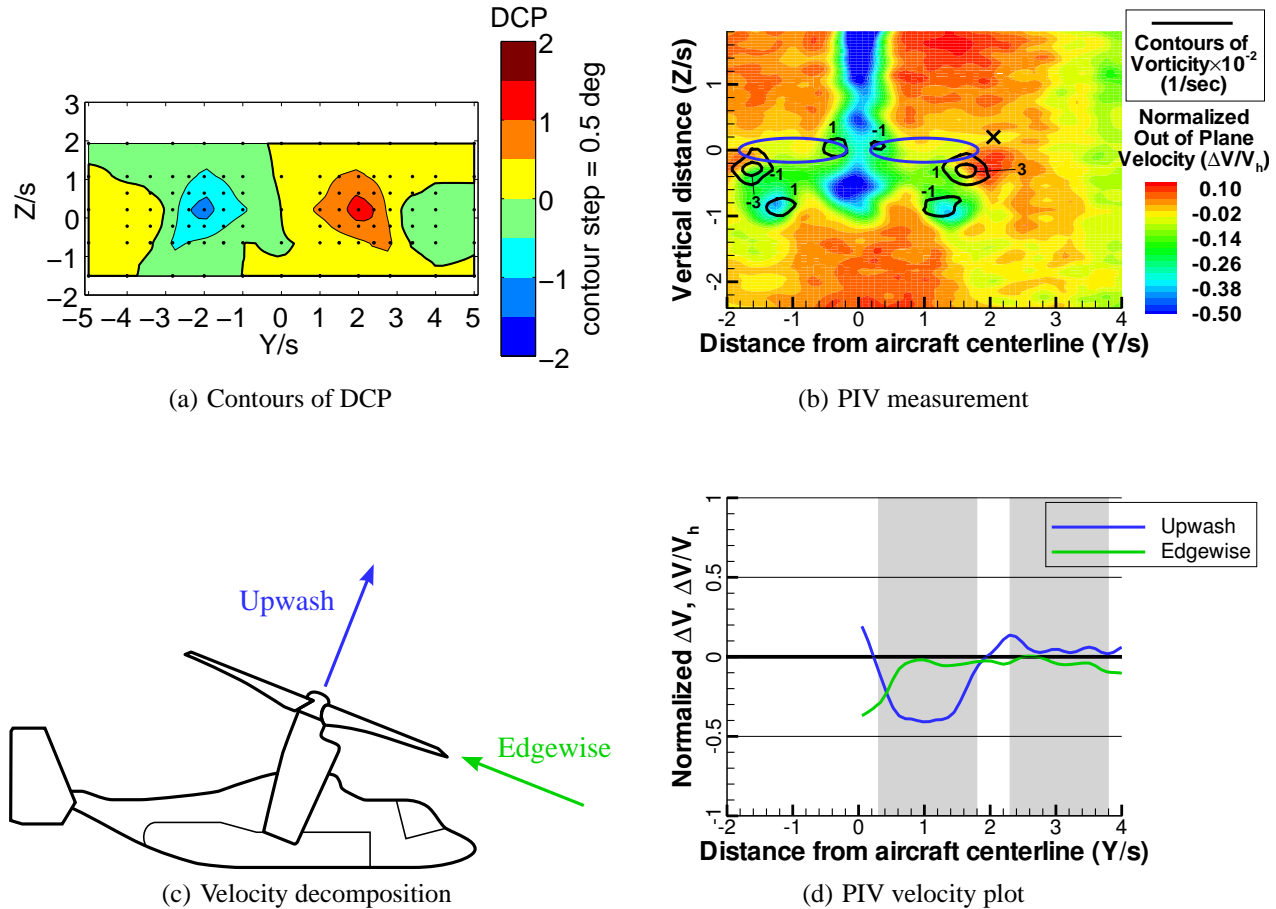 DCP
2
1
0
−1
−2
contour step = 0.5 deg
3
2
1
0
−1
−2
Z/s
−5 −4 −3 −2 −1 0 1 2 3 4 5
Y/s
(a) Contours of DCP
Contours of
Vorticity×10-2
(1/sec)
Normalized
Out of Plane
Velocity (ΔV/Vh)
0.10
-0.02
-0.14
-0.26
-0.38
-0.50
Vertical distance (Z/s)
1
0
-1
-2
1
-1
-1
1
-3
1
3
-1
×
-2 -1 0 1 2 3 4
Distance from aircraft centerline (Y/s)
(b) PIV measurement
Upwash
Edgewise
(c) Velocity decomposition
Normalized ΔV, ΔV/Vh
1
0.5
0
-0.5
-1
Upwash
Edgewise
-2 -1 0 1 2 3 4
Distance from aircraft centerline (Y/s)
(d) PIV velocity plot